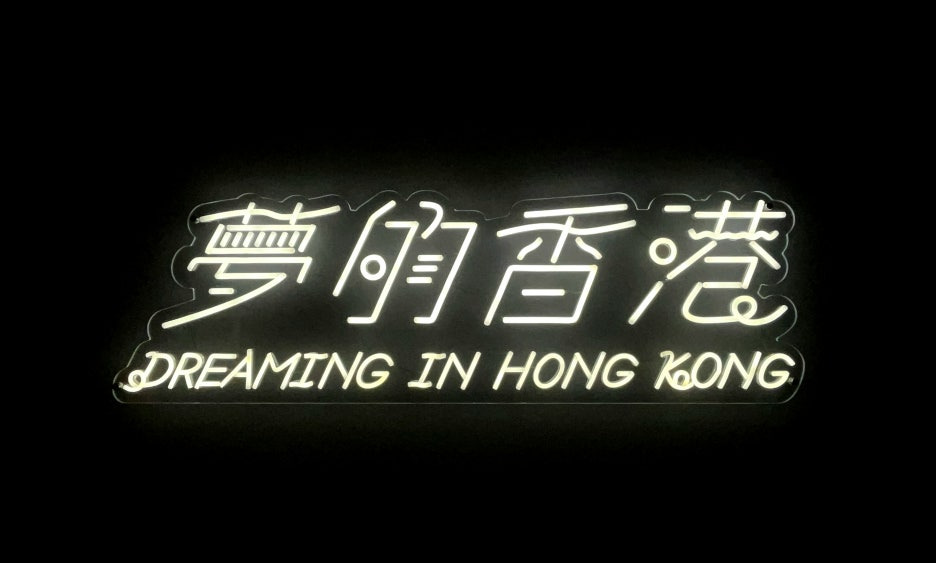 夢的香港
DREAMING IN HONG KONG